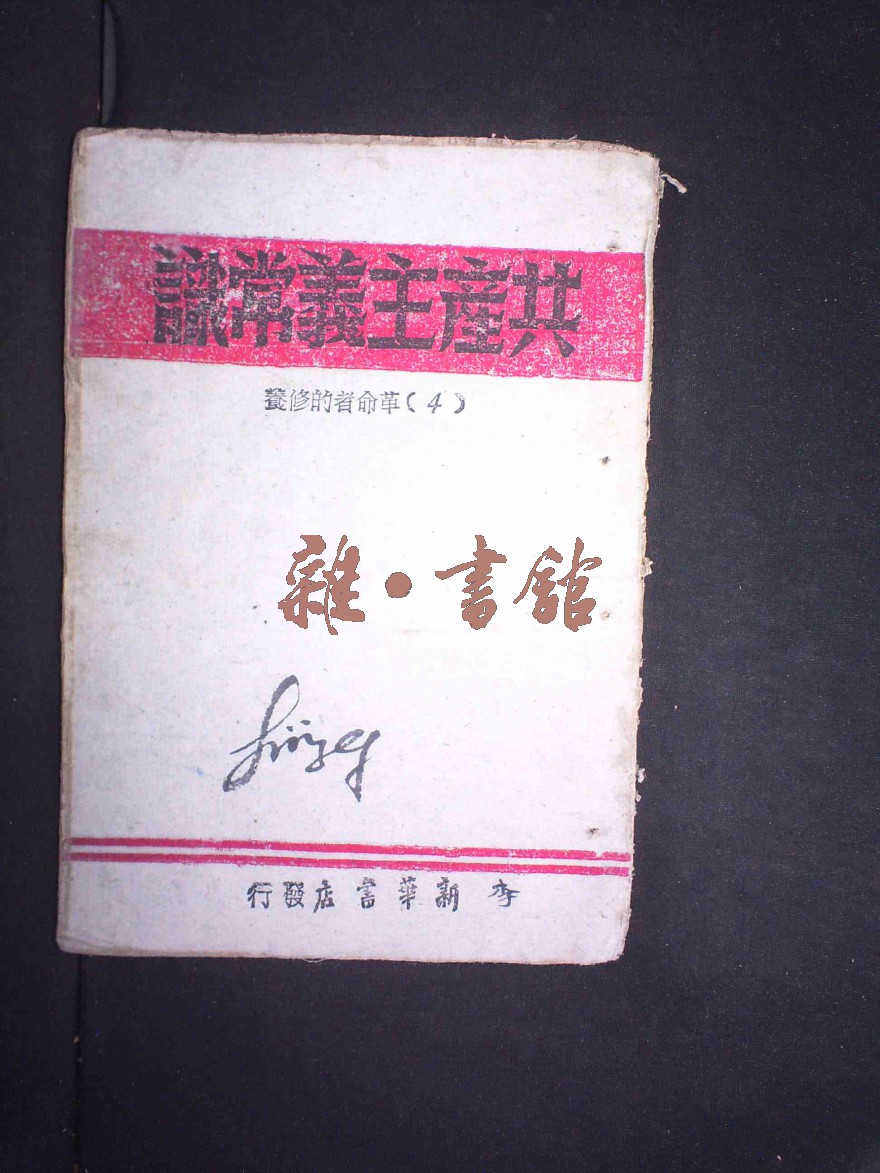 共產主義常識
(4)革命者的修養
雜•書館
新華書店發行